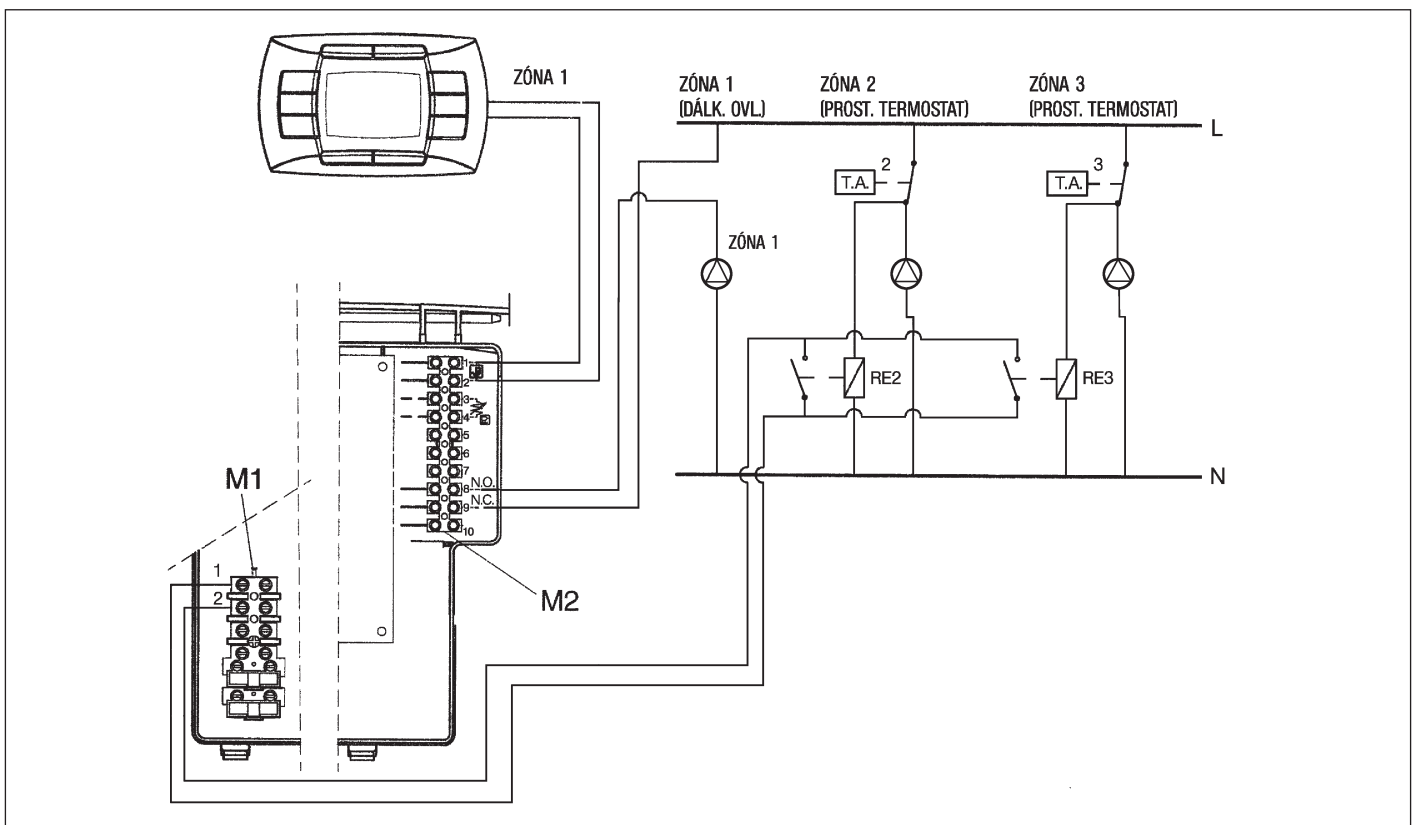 ZÓNA 1
ZÓNA 1
(DÁLK. OVL.)
ZÓNA 2
(PROST. TERMOSTAT)
ZÓNA 3
(PROST. TERMOSTAT)
L
2
T.A.
3
T.A.
ZÓNA 1
RE2
RE3
N
1
2
3
4
5
6
7
8
N.O.
9
N.C.
10
M1
1
2
M2